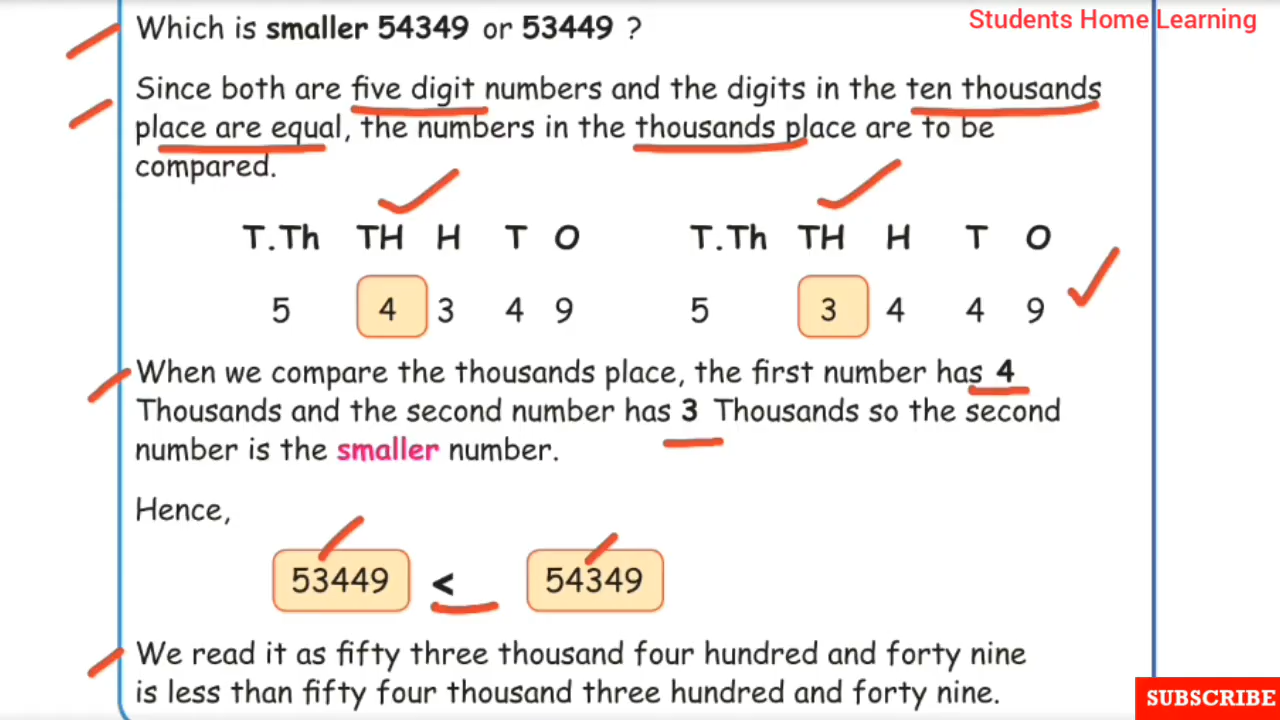 Students Home Learning
Which is smaller 54349 or 53449 ?
Since both are five digit numbers and the digits in the ten thousands
place are equal, the numbers in the thousands place are to be
compared.
T.Th TH H T O T.Th TH H T O
5 4 3 4 9 5 3 4 4 9
When we compare the thousands place, the first number has 4
Thousands and the second number has 3 Thousands so the second
number is the smaller number.
Hence,
53449 < 54349
We read it as fifty three thousand four hundred and forty nine
is less than fifty four thousand three hundred and forty nine.
SUBSCRIBE